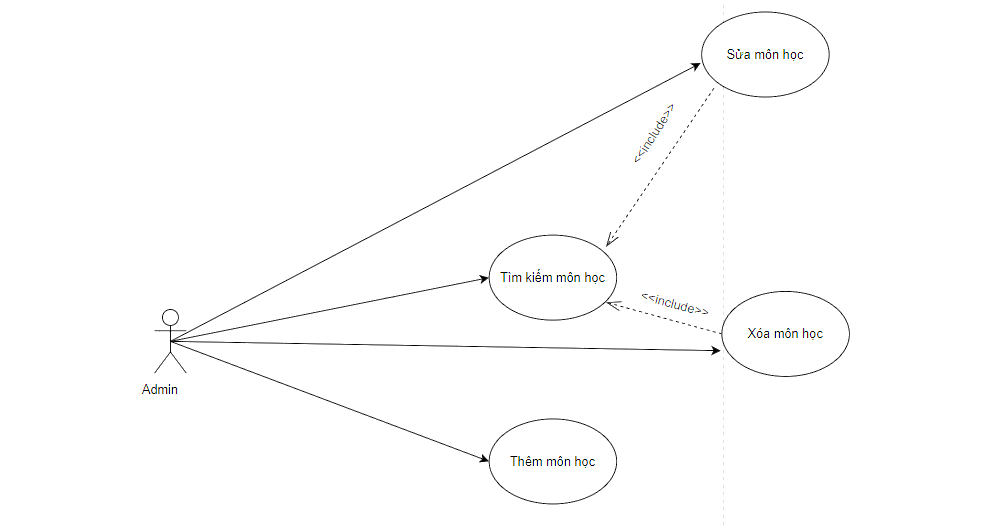 Sửa môn học
<<include>>
Tìm kiếm môn học
<<include>>
Xóa môn học
Admin
Thêm môn học